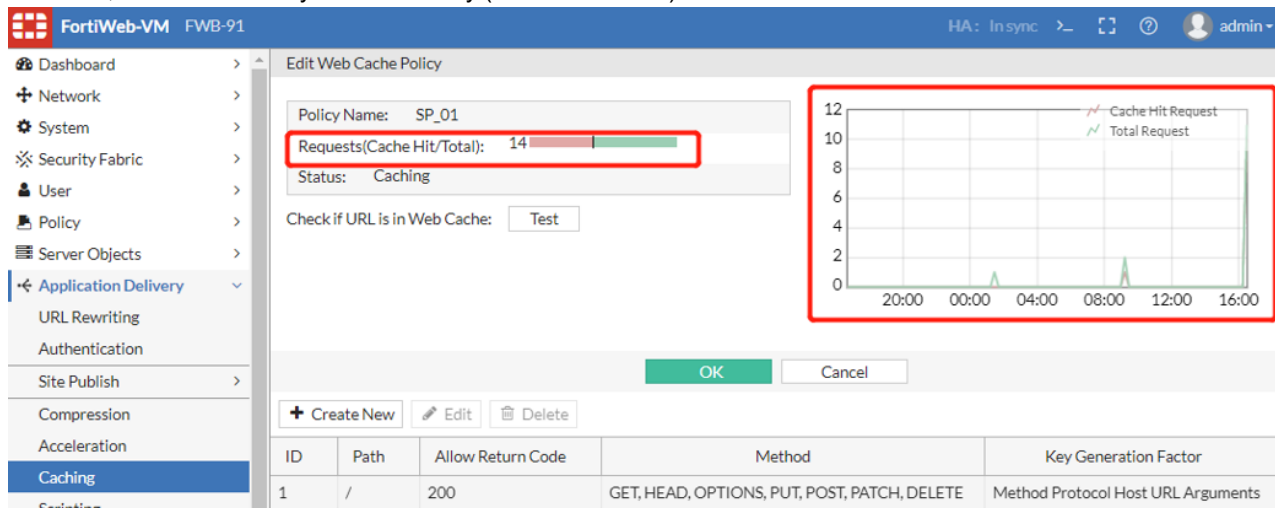 FortiWeb-VM FWB-91 HA: In sync >_ admin
Dashboard
Network
System
Security Fabric
User
Policy
Server Objects
Application Delivery
URL Rewriting
Authentication
Site Publish
Compression
Acceleration
Caching
Edit Web Cache Policy
Policy Name: SP_01
Requests(Cache Hit/Total): 14
Status: Caching
Check if URL is in Web Cache: Test
Cache Hit Request
Total Request
12
10
8
6
4
2
0
20:00 00:00 04:00 08:00 12:00 16:00
OK Cancel
Create New Edit Delete
ID Path Allow Return Code Method Key Generation Factor
1 / 200 GET, HEAD, OPTIONS, PUT, POST, PATCH, DELETE Method Protocol Host URL Arguments